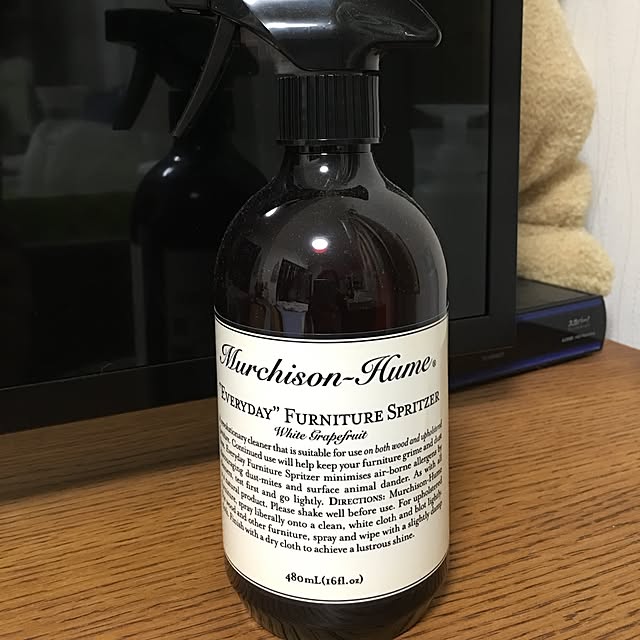 Murchison-Hume®
"EVERYDAY" FURNITURE SPRITZER
White Grapefruit
cleaner that is suitable for use on both wood and upholstered
Continued use will help keep your furniture grime and dust
Everyday Furniture Spritzer minimises air-borne allergens by
dust-mites and surface animal dander. As with all
test first and go lightly. DIRECTIONS: Murchison-Hume
product. Please shake well before use. For upholstered
spray liberally onto a clean, white cloth and blot lightly.
wood and other furniture, spray and wipe with a slightly damp
Finish with a dry cloth to achieve a lustrous shine.
480mL(16fl.oz)